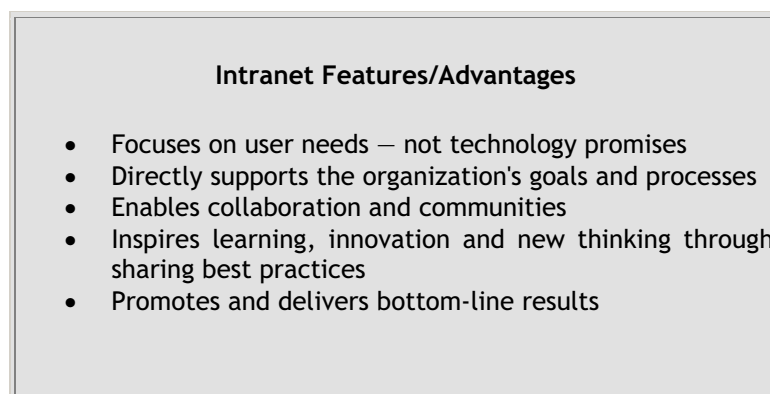 Intranet Features/Advantages
• Focuses on user needs — not technology promises
• Directly supports the organization's goals and processes
• Enables collaboration and communities
• Inspires learning, innovation and new thinking through
sharing best practices
• Promotes and delivers bottom-line results